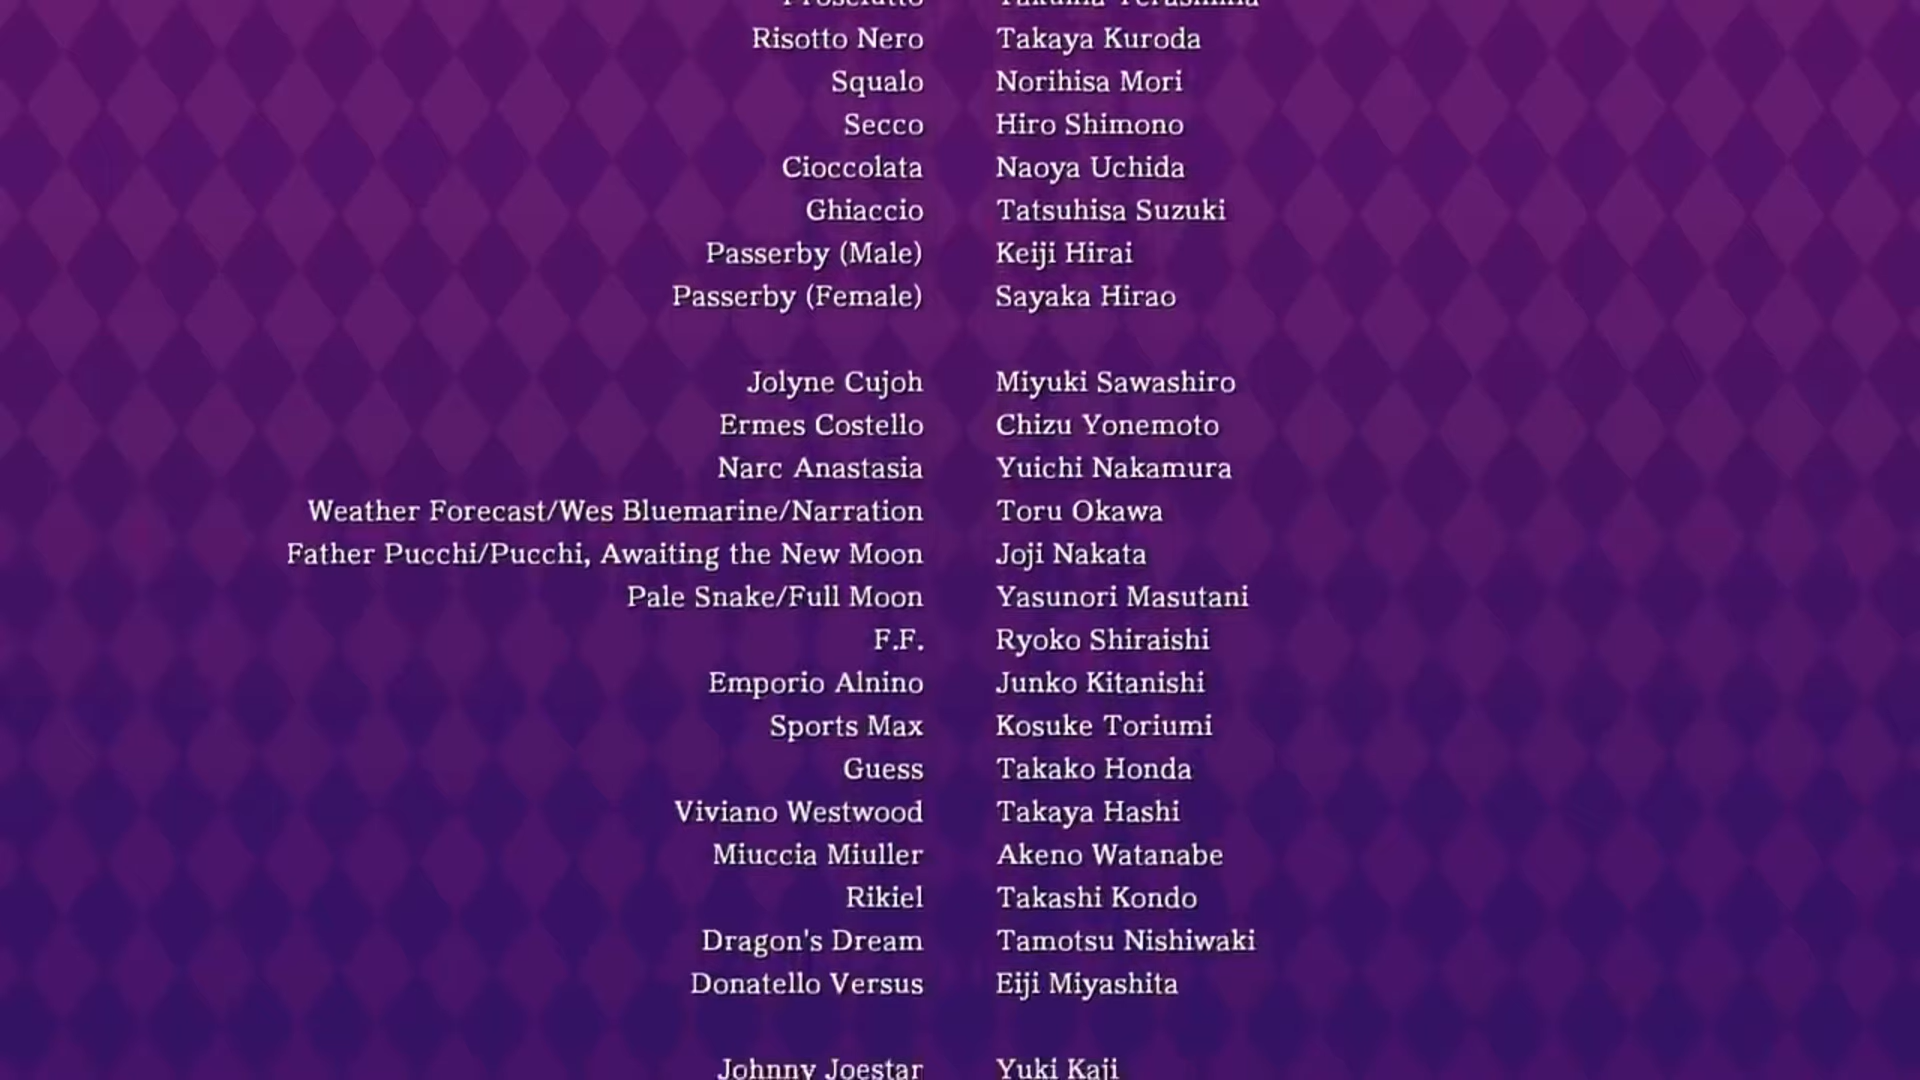 Prosciutto Takuma Terashima
Risotto Nero Takaya Kuroda
Squalo Norihisa Mori
Secco Hiro Shimono
Cioccolata Naoya Uchida
Ghiaccio Tatsuhisa Suzuki
Passerby (Male) Keiji Hirai
Passerby (Female) Sayaka Hirao
Jolyne Cujoh Miyuki Sawashiro
Ermes Costello Chizu Yonemoto
Narc Anastasia Yuichi Nakamura
Weather Forecast/Wes Bluemarine/Narration Toru Okawa
Father Pucchi/Pucchi, Awaiting the New Moon Joji Nakata
Pale Snake/Full Moon Yasunori Masutani
F.F. Ryoko Shiraishi
Emporio Alnino Junko Kitanishi
Sports Max Kosuke Toriumi
Guess Takako Honda
Viviano Westwood Takaya Hashi
Miuccia Miuller Akeno Watanabe
Rikiel Takashi Kondo
Dragon's Dream Tamotsu Nishiwaki
Donatello Versus Eiji Miyashita
Johnny Joestar Yuki Kaji